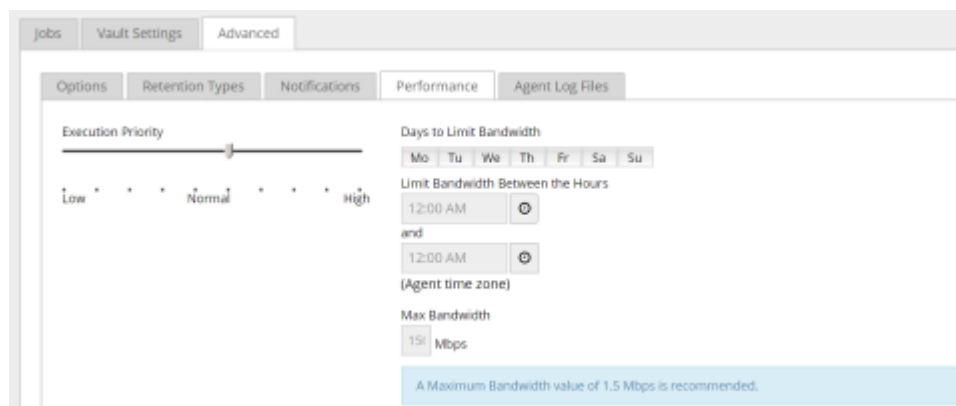 Jobs Vault Settings Advanced
Options Retention Types Notifications Performance Agent Log Files
Execution Priority
Low Normal High
Days to Limit Bandwidth
Mo Tu We Th Fr Sa Su
Limit Bandwidth Between the Hours
12:00 AM
and
12:00 AM
(Agent time zone)
Max Bandwidth
Mbps
A Maximum Bandwidth value of 1.5 Mbps is recommended.